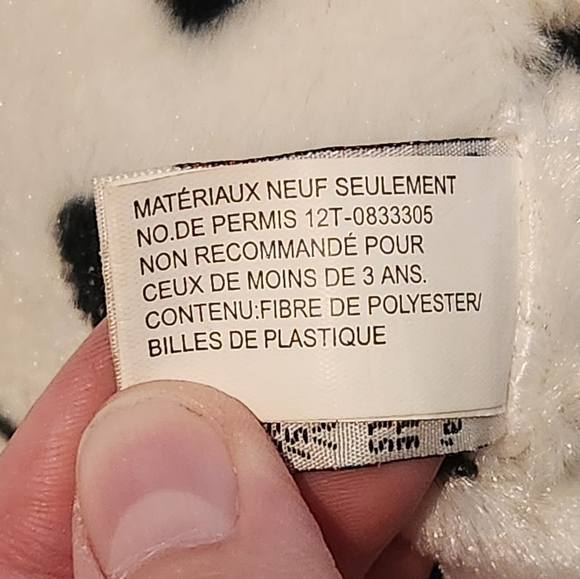 MATÉRIAUX NEUF SEULEMENT
NO.DE PERMIS 12T-0833305
NON RECOMMANDÉ POUR
CEUX DE MOINS DE 3 ANS.
CONTENU:FIBRE DE POLYESTER/
BILLES DE PLASTIQUE